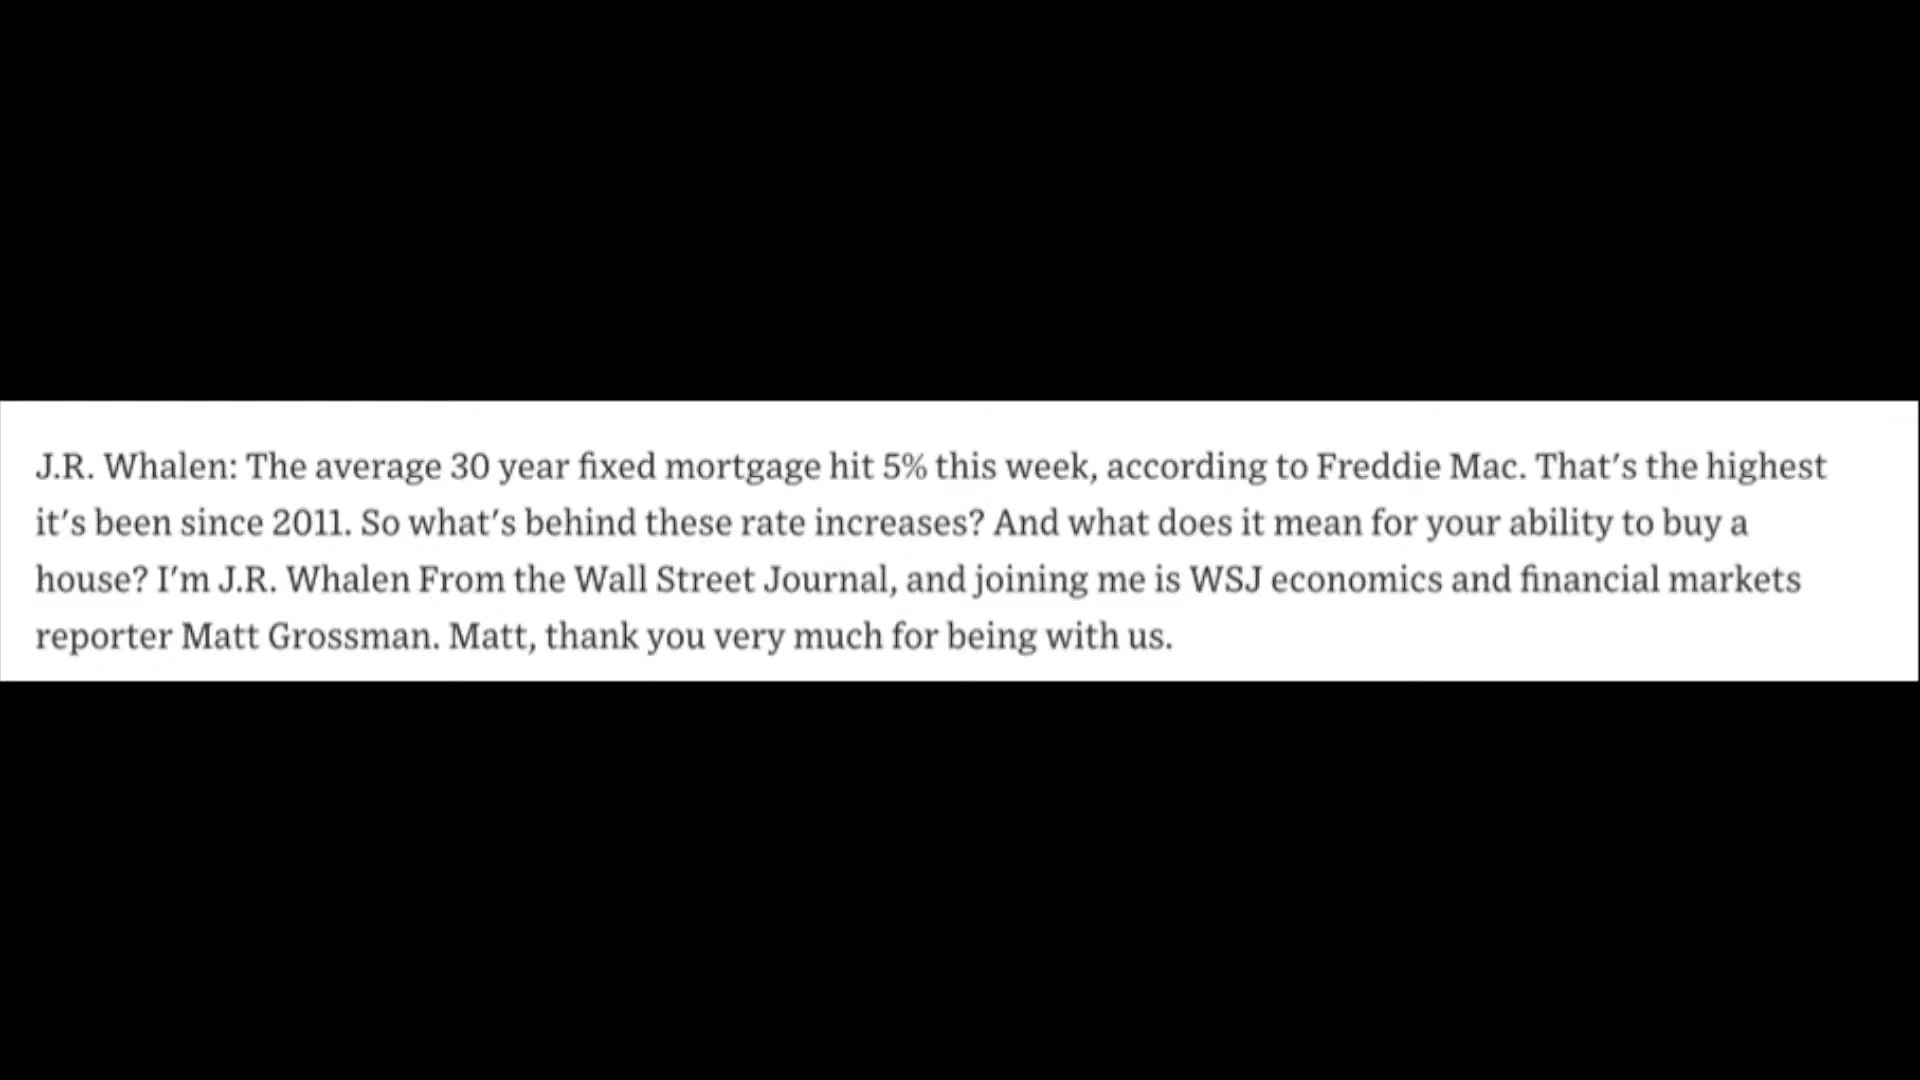 J.R. Whalen: The average 30 year fixed mortgage hit 5% this week, according to Freddie Mac. That's the highest
it's been since 2011. So what's behind these rate increases? And what does it mean for your ability to buy a
house? I'm J.R. Whalen From the Wall Street Journal, and joining me is WSJ economics and financial markets
reporter Matt Grossman. Matt, thank you very much for being with us.